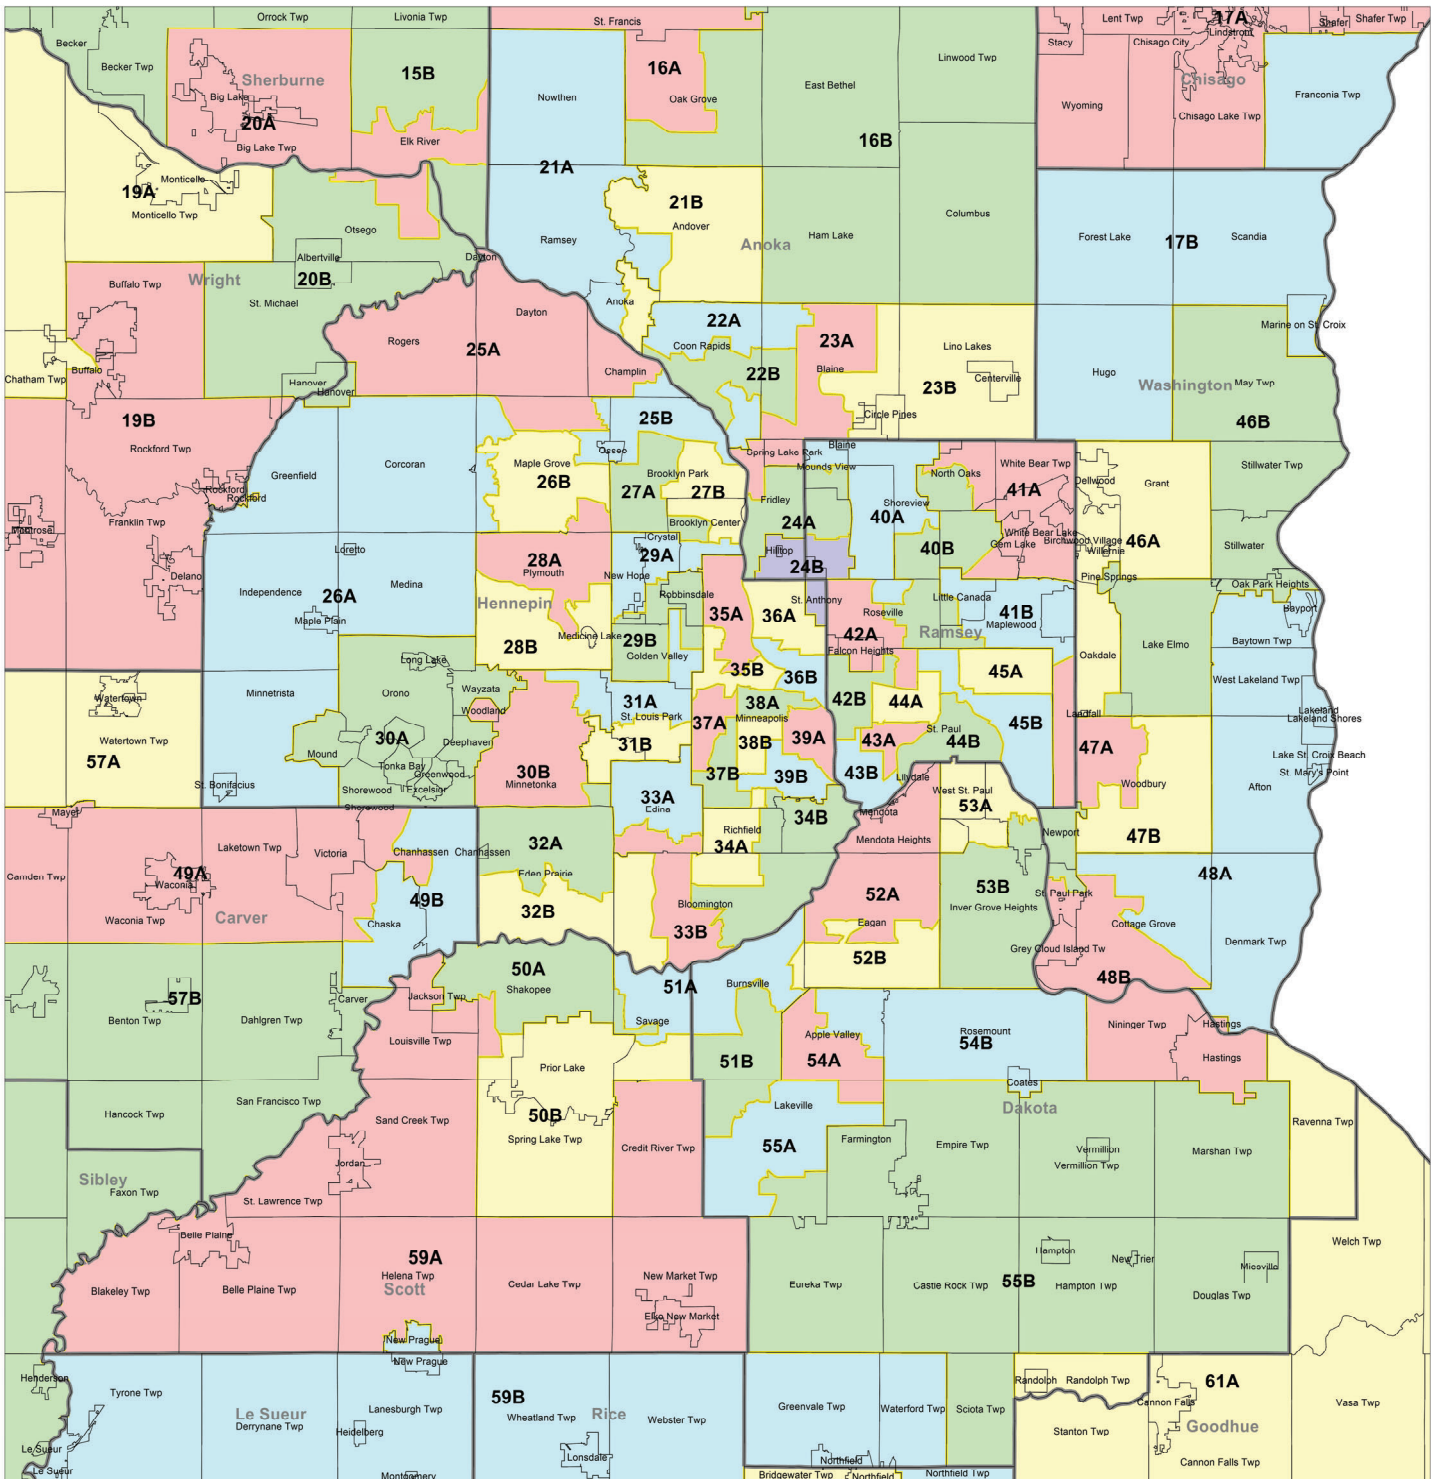 Orrock Twp
Livonia Twp
St. Francis
Lent Twp
17A
Shafer
Shafer Twp
Becker
Lindstrom
Stacy
Chisago City
Becker Twp
Sherburne
15B
16A
Linwood Twp
Chisago
East Bethel
Big Lake
Nowthen
Oak Grove
Franconia Twp
Wyoming
Chisago Lake Twp
20A
Elk River
16B
Big Lake Twp
21A
Monticello
19A
21B
Monticello Twp
Andover
Columbus
Otsego
Ramsey
Ham Lake
Forest Lake
17B
Scandia
Anoka
Albertville
Dayton
Wright
20B
Buffalo Twp
St. Michael
Anoka
Dayton
22A
Marine on St. Croix
Rogers
25A
Coon Rapids
23A
Lino Lakes
Blaine
Champlin
22B
Hugo
Chatham Twp
Buffalo
Centerville
23B
Washington
May Twp
Hanover
Hanover
19B
25B
Circle Pines
46B
Rockford Twp
Blaine
Osseo
Spring Lake Park
Corcoran
Maple Grove
Mounds View
White Bear Twp
Stillwater Twp
Greenfield
Brooklyn Park
North Oaks
26B
Dellwood
Grant
Rockford
27A
27B
41A
Rockford
Fridley
Shoreview
Franklin Twp
Brooklyn Center
24A
40A
Montrose
White Bear Lake
Crystal
Birchwood Village
46A
Gem Lake
Stillwater
Loretto
29A
Hilltop
40B
Willernie
28A
24B
Delano
Plymouth
New Hope
Pine Springs
Medina
Oak Park Heights
Independence
26A
Hennepin
Robbinsdale
St. Anthony
Little Canada
35A
36A
Roseville
41B
Bayport
Maple Plain
Maplewood
Medicine Lake
42A
Ramsey
28B
29B
Falcon Heights
Lake Elmo
Baytown Twp
Golden Valley
Oakdale
Long Lake
35B
45A
36B
West Lakeland Twp
Minnetrista
Orono
Wayzata
Watertown
31A
38A
42B
44A
Woodland
St. Louis Park
37A
Minneapolis
45B
Landfall
Lakeland
Lakeland Shores
St. Paul
30A
Watertown Twp
Deephaven
31B
38B
39A
43A
44B
47A
Mound
57A
Lake St. Croix Beach
Tonka Bay
30B
37B
39B
43B
Greenwood
Lilydale
St. Mary's Point
St. Bonifacius
Minnetonka
Woodbury
Afton
Shorewood
Excelsior
33A
West St. Paul
53A
Shorewood
Edina
Mayer
34B
Mendota
Richfield
Newport
Mendota Heights
47B
Laketown Twp
Victoria
Chanhassen
Chanhassen
32A
34A
Camden Twp
49A
Eden Prairie
48A
Waconia
52A
53B
St. Paul Park
49B
Bloomington
32B
Waconia Twp
Carver
Inver Grove Heights
Chaska
Eagan
Cottage Grove
33B
Denmark Twp
Grey Cloud Island Tw
52B
50A
48B
57B
Jackson Twp
Shakopee
51A
Burnsville
Carver
Benton Twp
Dahlgren Twp
Savage
Nininger Twp
Hastings
Rosemount
Apple Valley
Louisville Twp
54B
Hastings
54A
Prior Lake
51B
Coates
San Francisco Twp
Lakeville
Dakota
Hancock Twp
50B
Sand Creek Twp
Ravenna Twp
Spring Lake Twp
Farmington
Empire Twp
55A
Credit River Twp
Vermillion
Marshan Twp
Vermillion Twp
Jordan
Sibley
Faxon Twp
St. Lawrence Twp
Belle Plaine
Welch Twp
Hampton
59A
New Trier
Miesville
Helena Twp
New Market Twp
Cedar Lake Twp
Eureka Twp
Castle Rock Twp
55B
Hampton Twp
Blakeley Twp
Belle Plaine Twp
Scott
Douglas Twp
Elko New Market
New Prague
New Prague
Henderson
Randolph
Randolph Twp
61A
Tyrone Twp
59B
Cannon Falls
Vasa Twp
Le Sueur
Lanesburgh Twp
Rice
Greenvale Twp
Waterford Twp
Sciota Twp
Wheatland Twp
Webster Twp
Derrynane Twp
Heidelberg
Stanton Twp
Goodhue
Le Sueur
Lonsdale
Northfield
Cannon Falls Twp
Le Sueur
Montgomery
Bridgewater Twp
Northfield
Northfield Twp